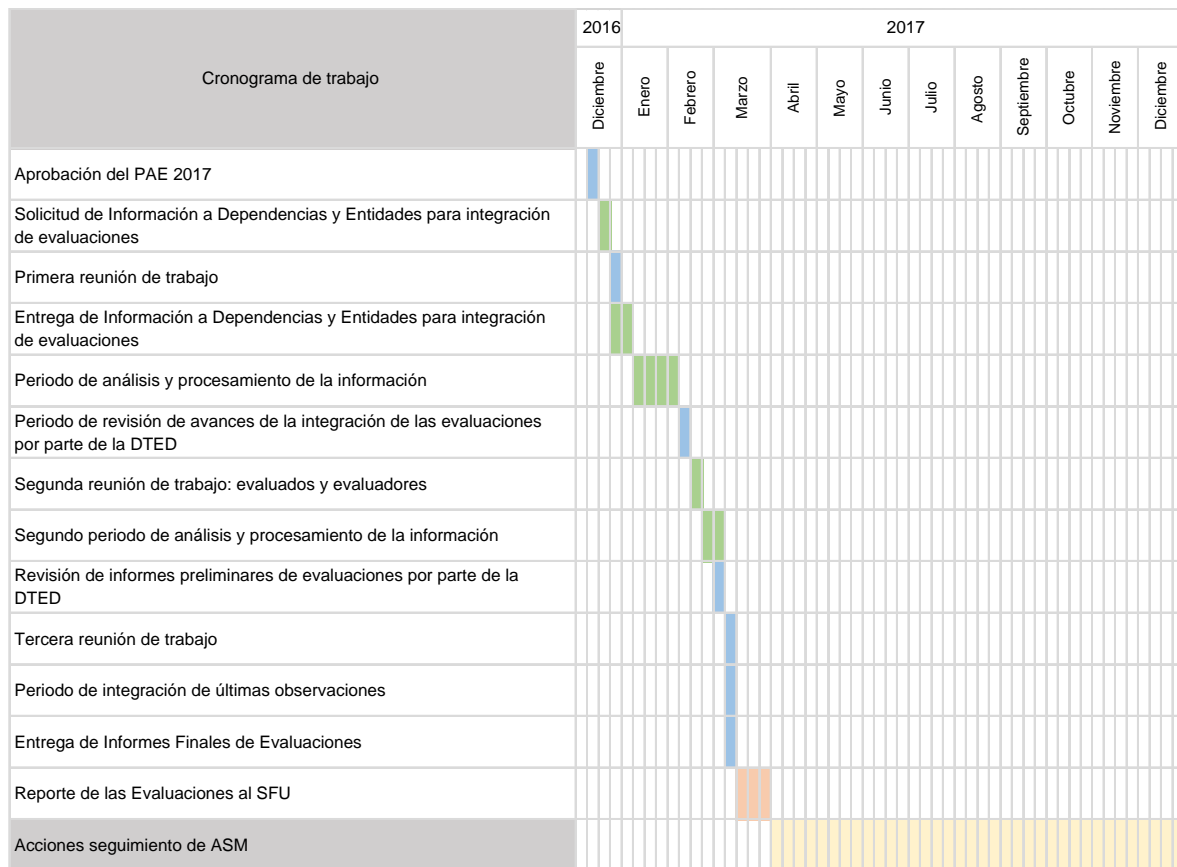 2016
2017
Cronograma de trabajo
Diciembre
Enero
Febrero
Marzo
Abril
Mayo
Junio
Julio
Agosto
Septiembre
Octubre
Noviembre
Diciembre
Aprobación del PAE 2017
Solicitud de Información a Dependencias y Entidades para integración
de evaluaciones
Primera reunión de trabajo
Entrega de Información a Dependencias y Entidades para integración
de evaluaciones
Periodo de análisis y procesamiento de la información
Periodo de revisión de avances de la integración de las evaluaciones
por parte de la DTED
Segunda reunión de trabajo: evaluados y evaluadores
Segundo periodo de análisis y procesamiento de la información
Revisión de informes preliminares de evaluaciones por parte de la
DTED
Tercera reunión de trabajo
Periodo de integración de últimas observaciones
Entrega de Informes Finales de Evaluaciones
Reporte de las Evaluaciones al SFU
Acciones seguimiento de ASM